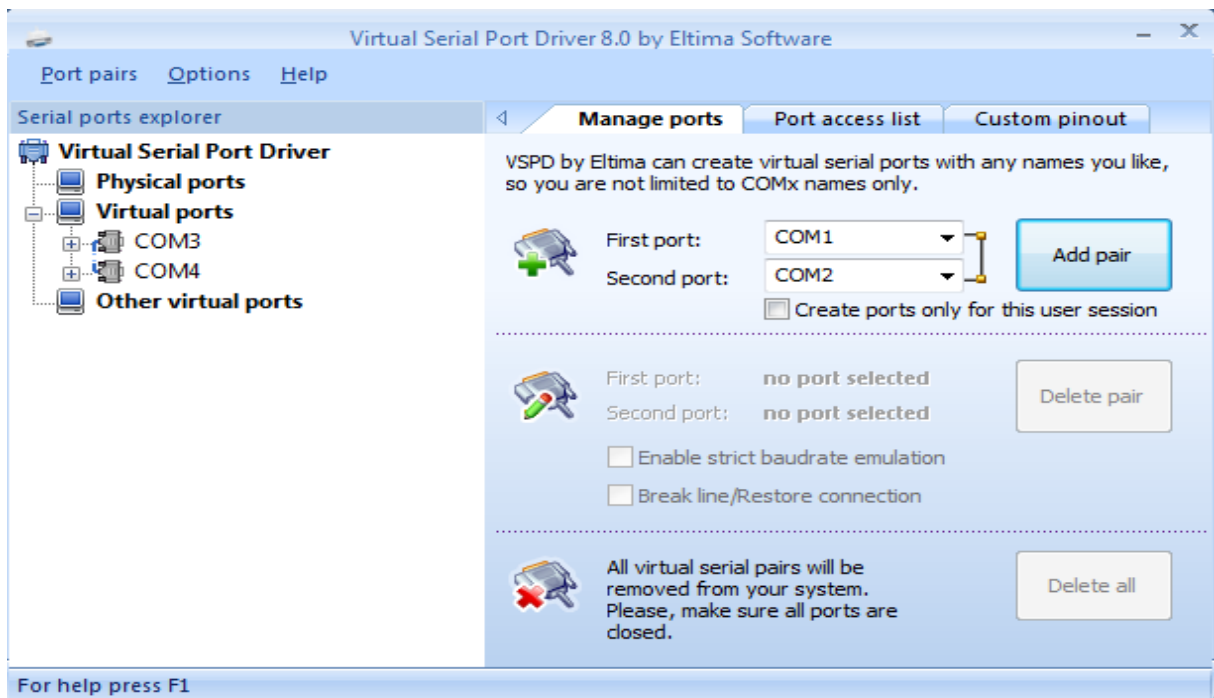 Virtual Serial Port Driver 8.0 by Eltima Software
Port pairs Options Help
Serial ports explorer
Virtual Serial Port Driver
Physical ports
Virtual ports
COM3
COM4
Other virtual ports
Manage ports Port access list Custom pinout
VSPD by Eltima can create virtual serial ports with any names you like,
so you are not limited to COMx names only.
First port: COM1
Second port: COM2
Add pair
Create ports only for this user session
First port: no port selected
Second port: no port selected
Delete pair
Enable strict baudrate emulation
Break line/Restore connection
All virtual serial pairs will be
removed from your system.
Please, make sure all ports are
closed.
Delete all
For help press F1